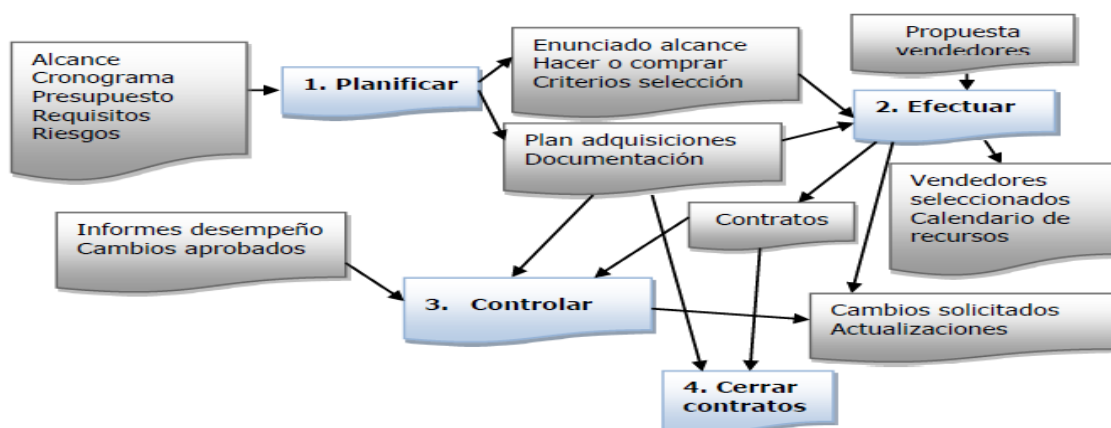 Alcance
Cronograma
Presupuesto
Requisitos
Riesgos
1. Planificar
Enunciado alcance
Hacer o comprar
Criterios selección
Propuesta
vendedores
2. Efectuar
Plan adquisiciones
Documentación
Vendedores
seleccionados
Calendario de
recursos
Contratos
Informes desempeño
Cambios aprobados
3. Controlar
Cambios solicitados
Actualizaciones
4. Cerrar
contratos